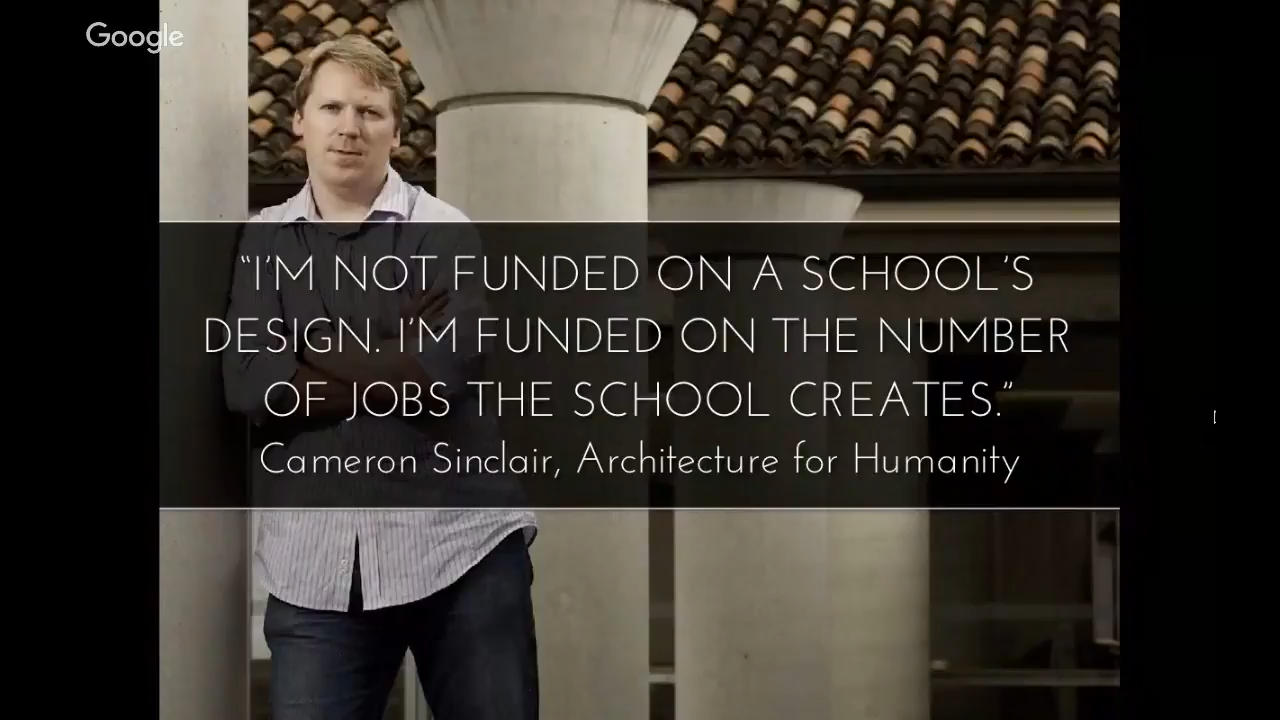 Google
“I’M NOT FUNDED ON A SCHOOL’S
DESIGN. I’M FUNDED ON THE NUMBER
OF JOBS THE SCHOOL CREATES.”
Cameron Sinclair, Architecture for Humanity